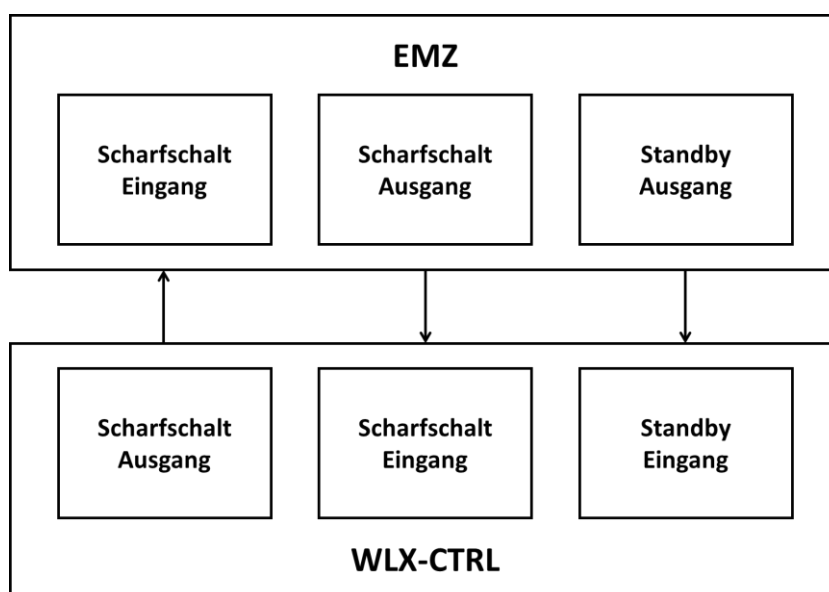 EMZ
Scharfschalt
Eingang
Scharfschalt
Ausgang
Standby
Ausgang
Scharfschalt
Ausgang
Scharfschalt
Eingang
Standby
Eingang
WLX-CTRL